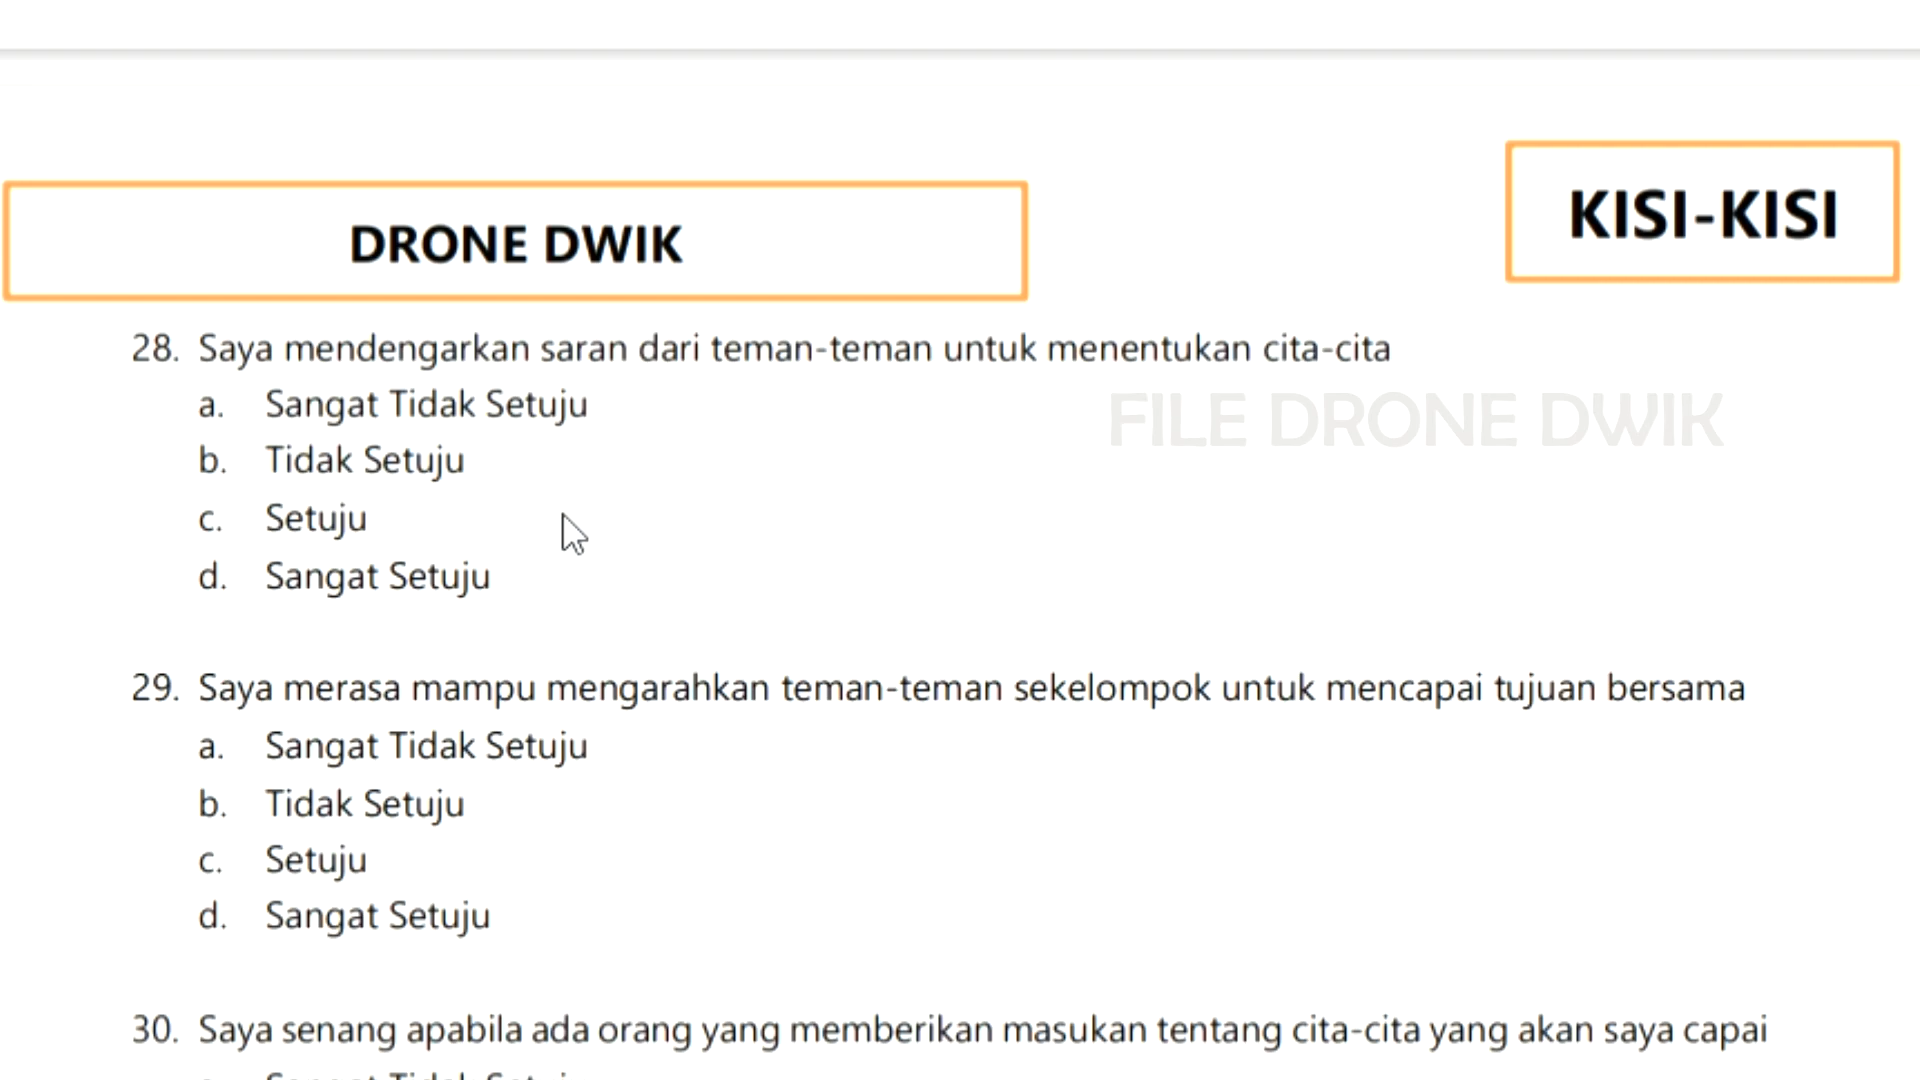 KISI-KISI
DRONE DWIK
28. Saya mendengarkan saran dari teman-teman untuk menentukan cita-cita
FILE DRONE DWIK
a. Sangat Tidak Setuju
b. Tidak Setuju
c. Setuju
d. Sangat Setuju
29. Saya merasa mampu mengarahkan teman-teman sekelompok untuk mencapai tujuan bersama
a. Sangat Tidak Setuju
b. Tidak Setuju
c. Setuju
d. Sangat Setuju
30. Saya senang apabila ada orang yang memberikan masukan tentang cita-cita yang akan saya capai